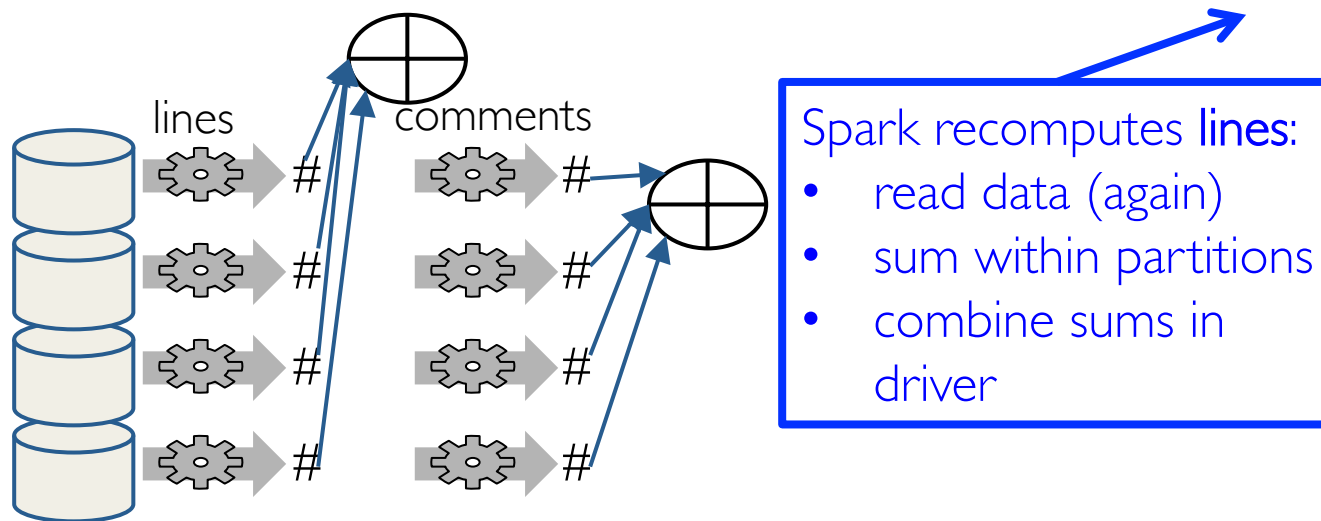 lines
comments
#
#
#
#
#
#
#
#
Spark recomputes lines:
• read data (again)
• sum within partitions
• combine sums in
driver